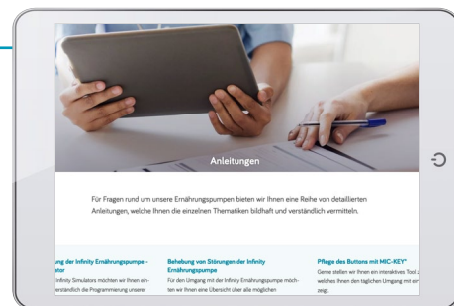 Anleitungen
Für Fragen rund um unsere Ernährungspumpen bieten wir Ihnen eine Reihe von detaillierten
Anleitungen, welche Ihnen die einzelnen Thematiken bildhaft und verständlich vermitteln.
ung der Infinity Ernährungspumpe-
ator
Infinity Simulators möchten wir Ihnen ein-
erständlich die Programmierung unsere
Behebung von Störungen der Infinity
Ernährungspumpe
Für den Umgang mit der Infinity Ernährungspumpe möch-
ten wir Ihnen eine Übersicht über alle möglichen
Pflege des Buttons mit MIC-KEY®
Gerne stellen wir Ihnen ein interaktives Tool z
welches Ihnen den täglichen Umgang mit ein
zeig.